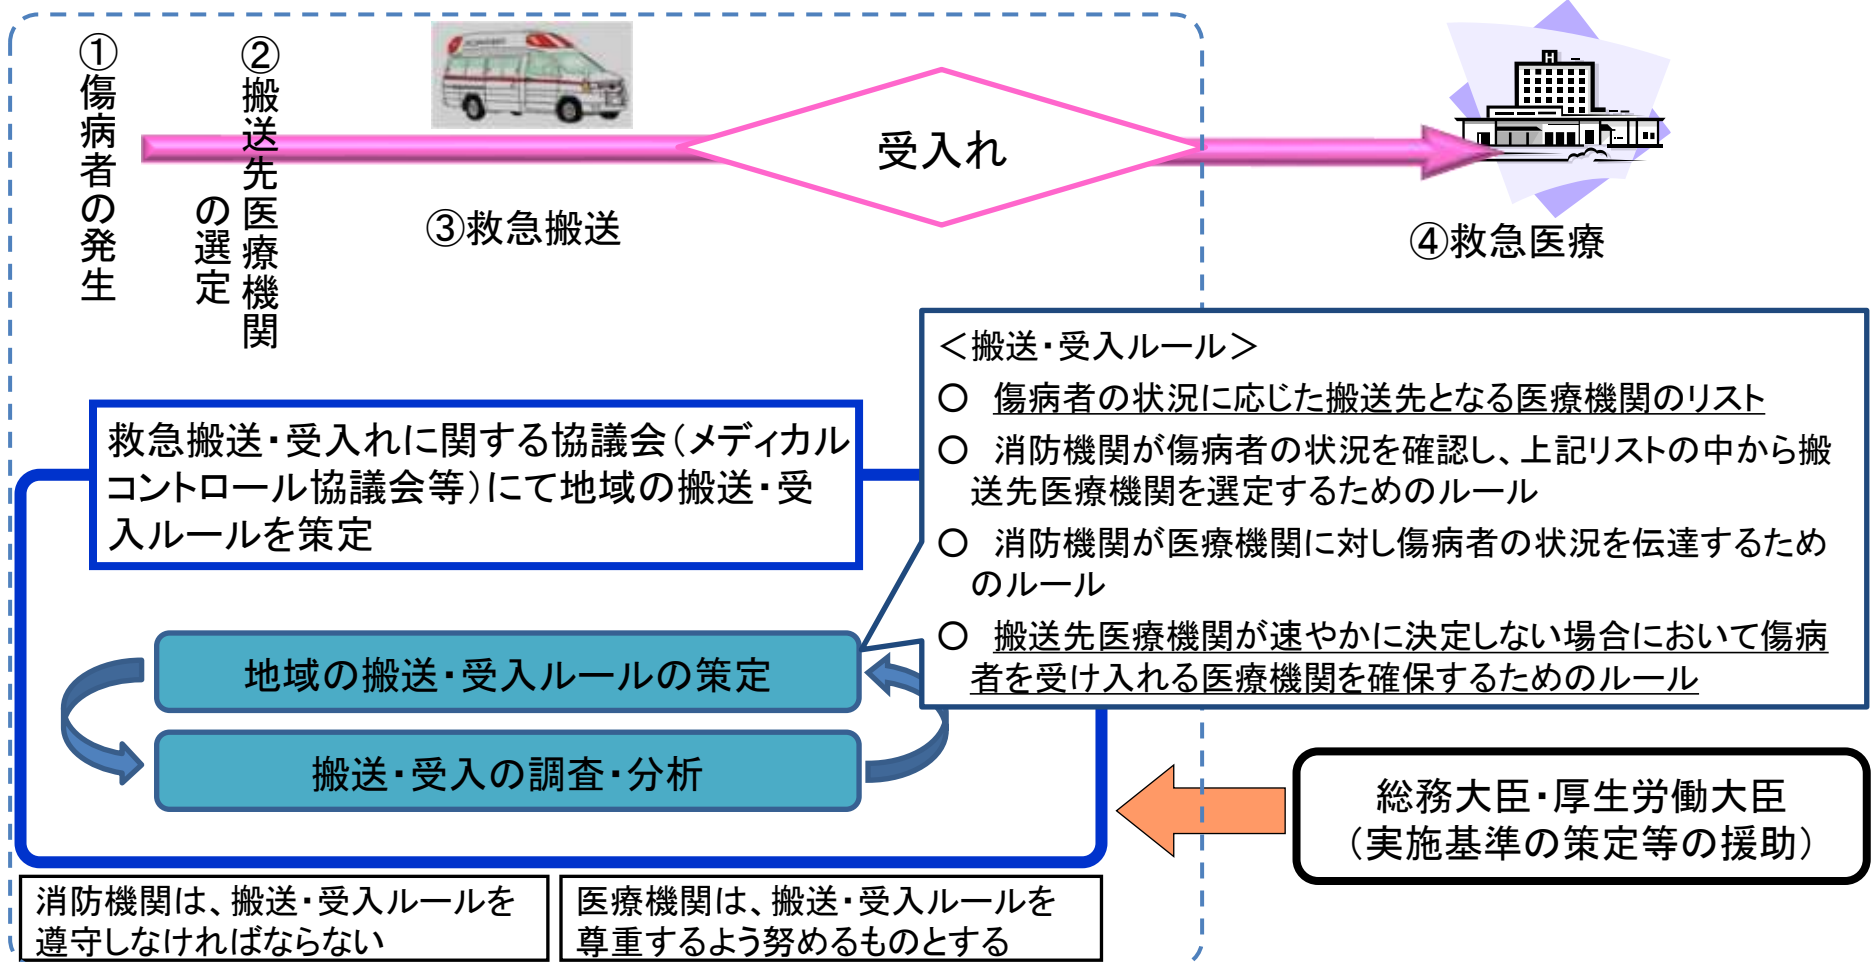 ①傷病者の発生
②搬送先医療機関
の選定
③救急搬送
受入れ
H
④救急医療
＜搬送・受入ルール＞
○ 傷病者の状況に応じた搬送先となる医療機関のリスト
○ 消防機関が傷病者の状況を確認し、上記リストの中から搬
送先医療機関を選定するためのルール
○ 消防機関が医療機関に対し傷病者の状況を伝達するため
のルール
○ 搬送先医療機関が速やかに決定しない場合において傷病
者を受け入れる医療機関を確保するためのルール
救急搬送・受入れに関する協議会（メディカル
コントロール協議会等）にて地域の搬送・受
入ルールを策定
地域の搬送・受入ルールの策定
搬送・受入の調査・分析
総務大臣・厚生労働大臣
（実施基準の策定等の援助）
消防機関は、搬送・受入ルールを
遵守しなければならない
医療機関は、搬送・受入ルールを
尊重するよう努めるものとする